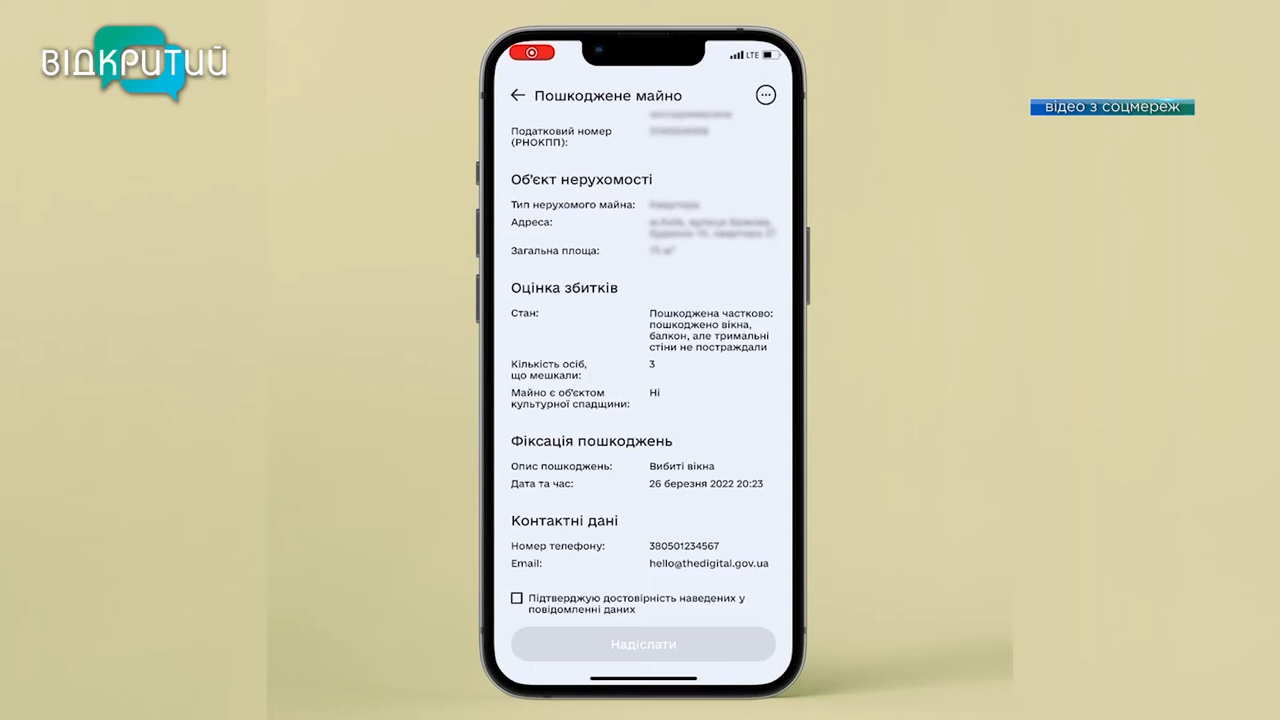 ВІДКРИТИЙ
відео з соцмереж
LTE
Пошкоджене майно
Податковий номер
(РНОКПП):
Об'єкт нерухомості
Тип нерухомого майна:
Адреса:
Загальна площа:
Оцінка збитків
Стан: Пошкоджена частково:
пошкоджено вікна,
балкон, але тримальні
стіни не постраждали
Кількість осіб, 3
що мешкали:
Майно є об'єктом Ні
культурної спадщини:
Фіксація пошкоджень
Опис пошкоджень: Вибиті вікна
Дата та час: 26 березня 2022 20:23
Контактні дані
Номер телефону: 380501234567
Email: hello@thedigital.gov.ua
Підтверджую достовірність наведених у
повідомленні даних
Надіслати